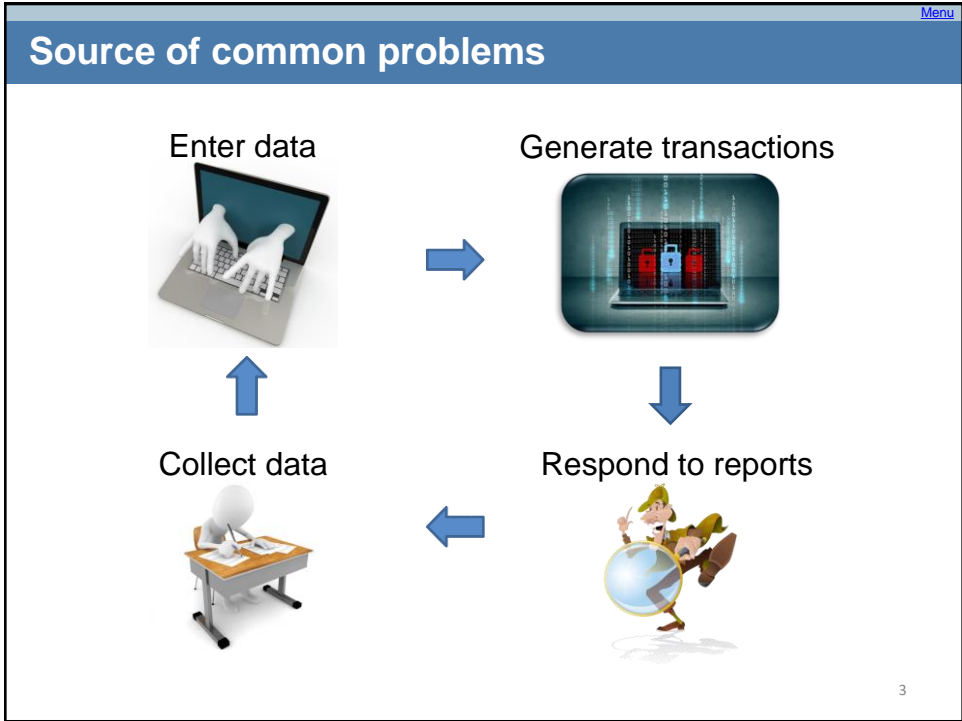 Menu
Source of common problems
Enter data
Generate transactions
Collect data
Respond to reports
3